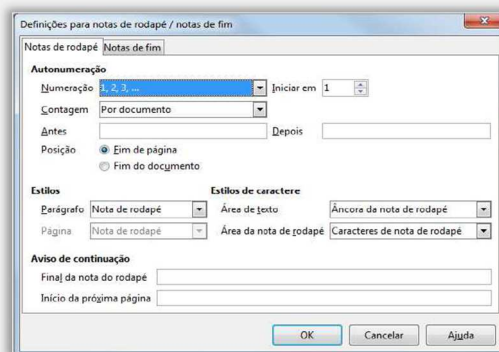 Definições para notas de rodapé / notas de fim
Notas de rodapé Notas de fim
Autonumeração
Numeração 1, 2, 3, ... Iniciar em 1
Contagem Por documento
Antes Depois
Posição Fim de página
Fim do documento
Estilos Estilos de caractere
Parágrafo Nota de rodapé Área de texto Âncora da nota de rodapé
Página Nota de rodapé Área da nota de rodapé Caracteres de nota de rodapé
Aviso de continuação
Final da nota do rodapé
Início da próxima página
OK Cancelar Ajuda